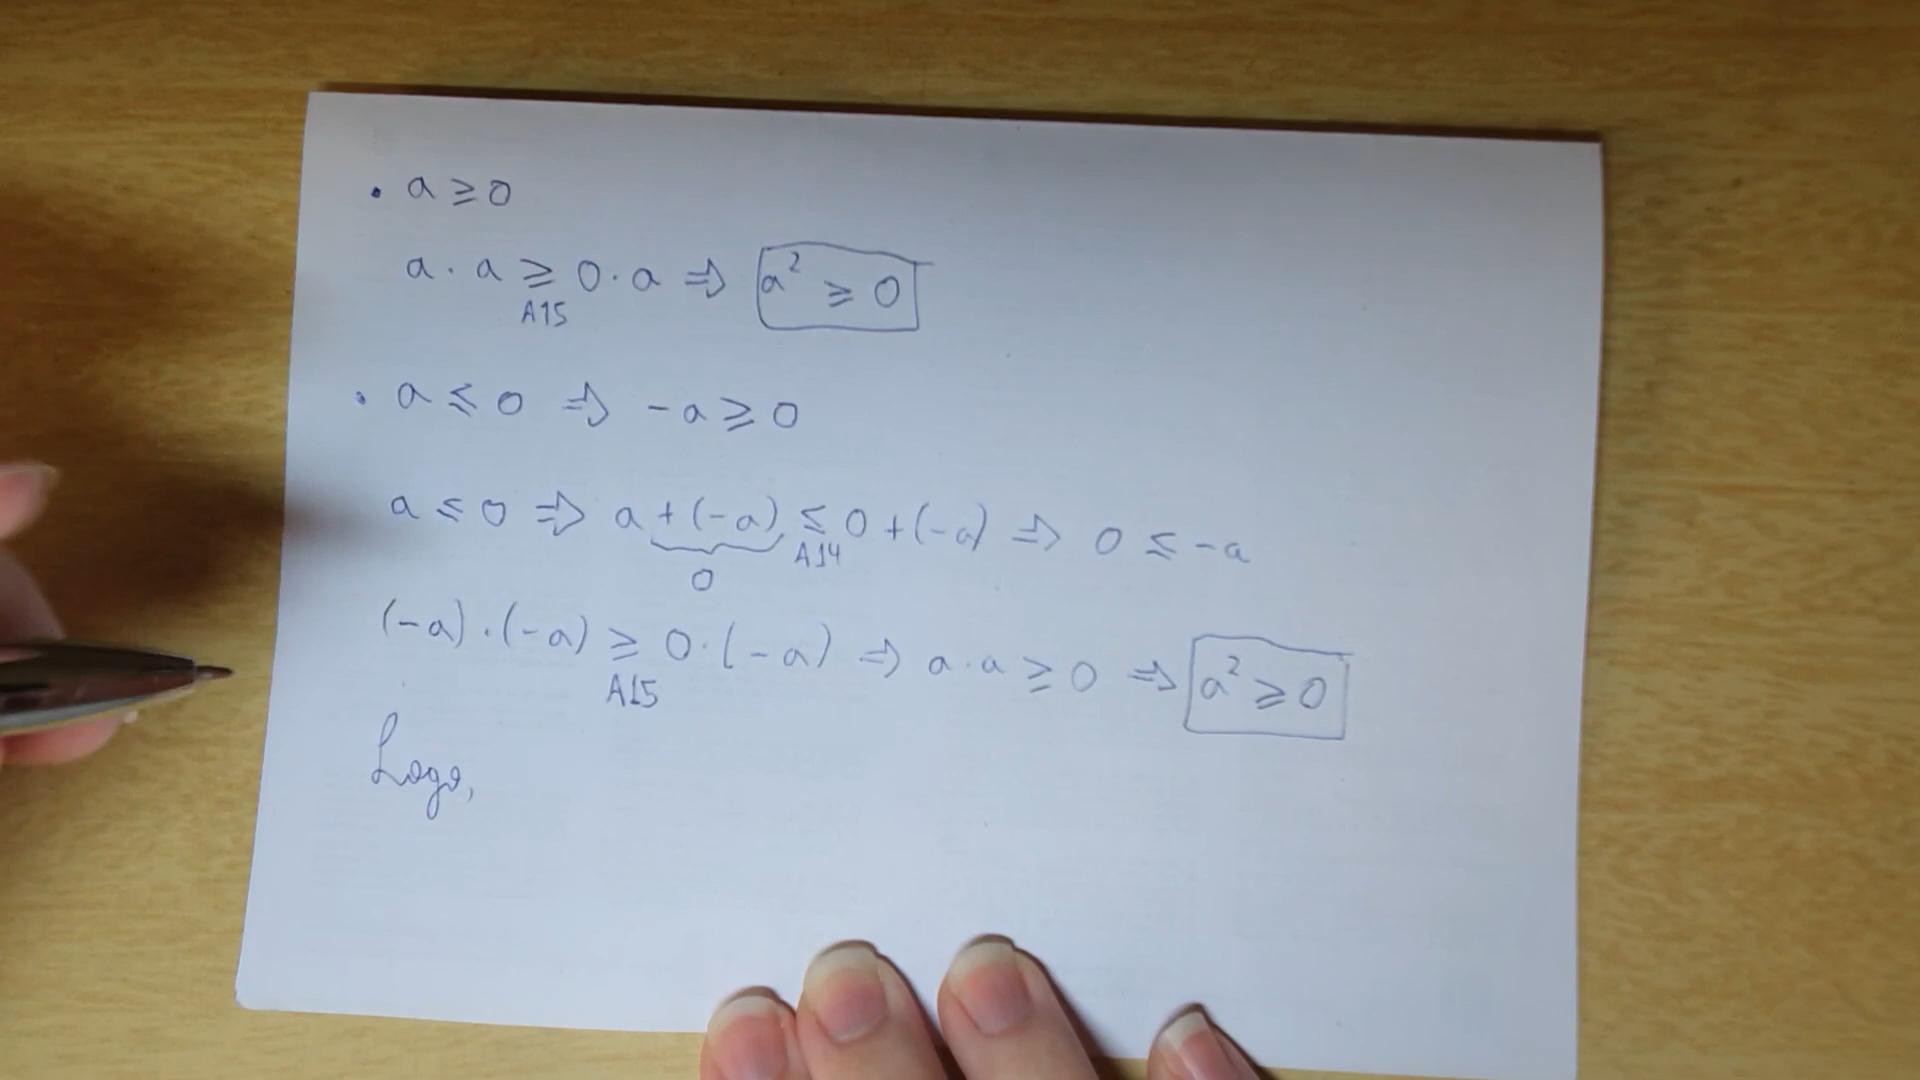 • a ≥ 0
a · a ≥ 0 · a ⇒ a² ≥ 0
A15
• a ≤ 0 ⇒ -a ≥ 0
a ≤ 0 ⇒ a + (-a) ≤ 0 + (-a) ⇒ 0 ≤ -a
0 A14
(-a) · (-a) ≥ 0 · (-a) ⇒ a · a ≥ 0 ⇒ a² ≥ 0
A15
Logo,